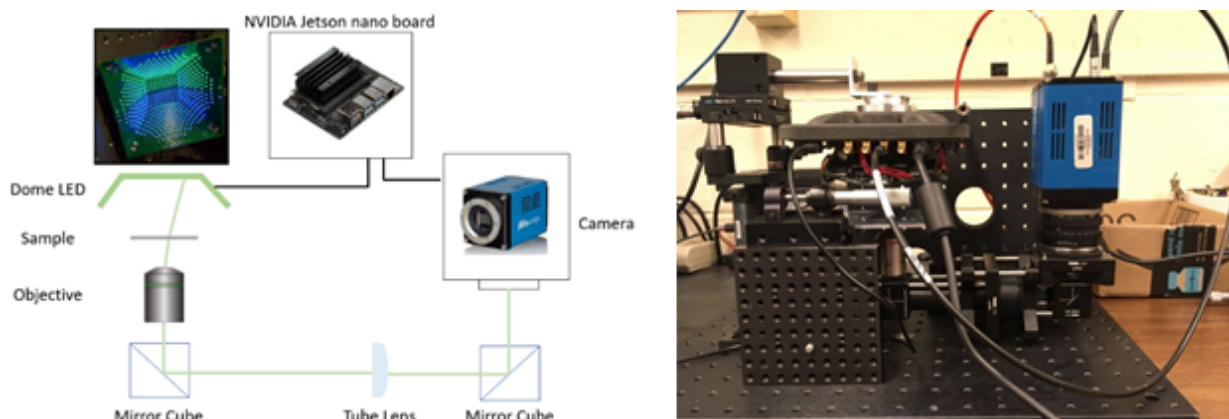 NVIDIA Jetson nano board
Dome LED
Sample
Camera
Objective
Mirror Cube
Tube Lens
Mirror Cube